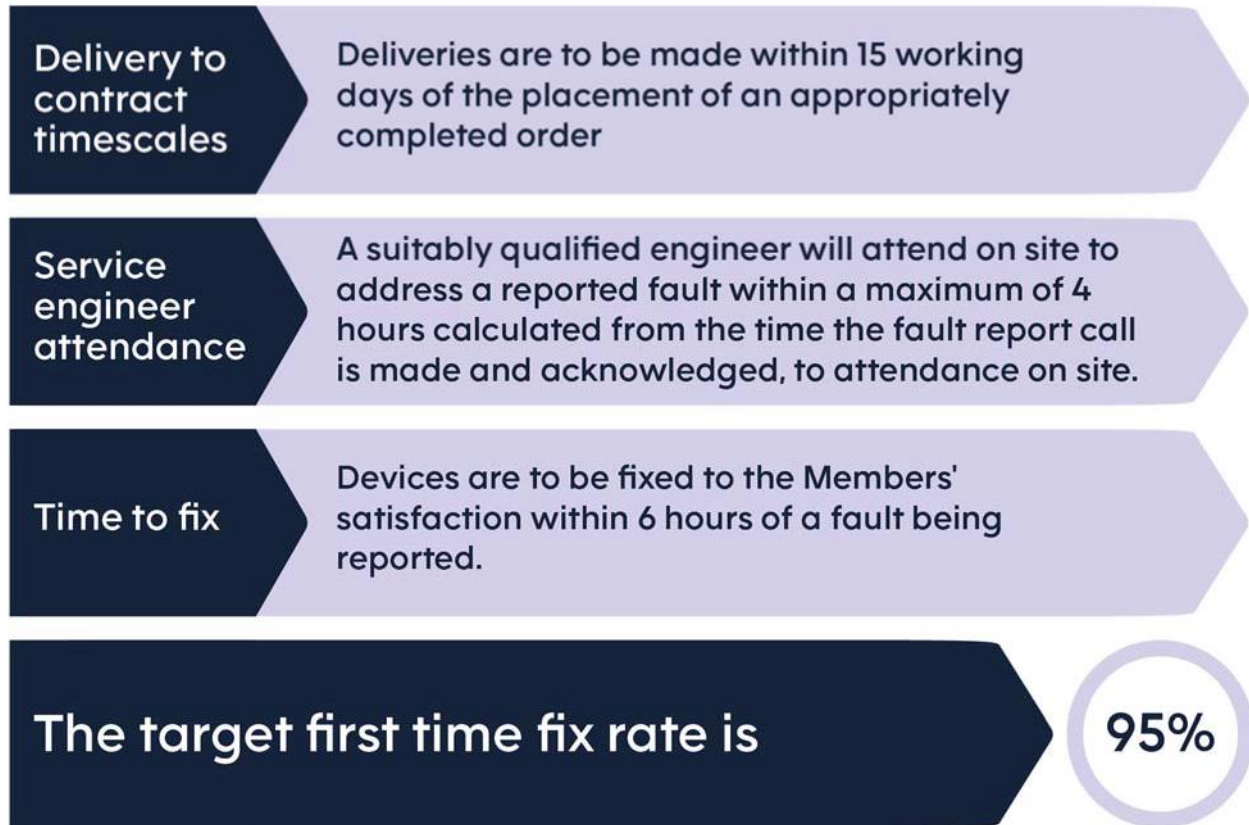 Delivery to
contract
timescales
Deliveries are to be made within 15 working
days of the placement of an appropriately
completed order
Service
engineer
attendance
A suitably qualified engineer will attend on site to
address a reported fault within a maximum of 4
hours calculated from the time the fault report call
is made and acknowledged, to attendance on site.
Time to fix
Devices are to be fixed to the Members'
satisfaction within 6 hours of a fault being
reported.
The target first time fix rate is
95%